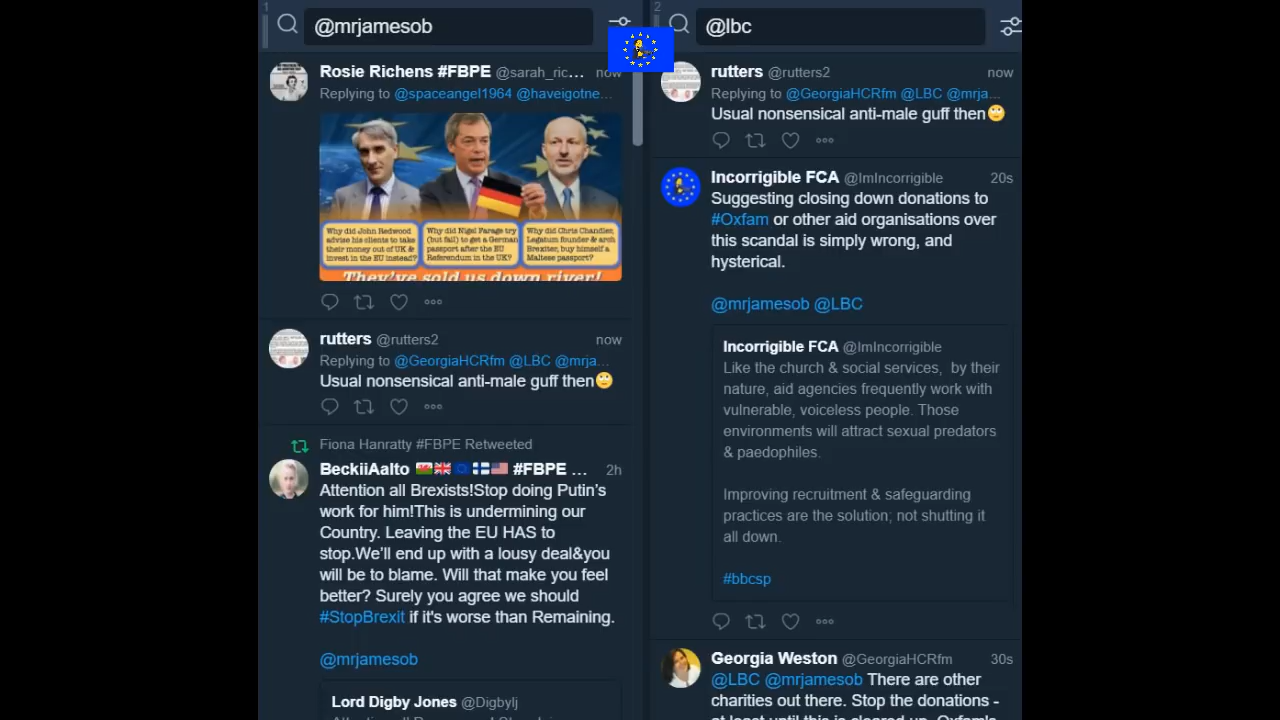 1
@mrjamesob
Rosie Richens #FBPE @sarah_ric... now
Replying to @spaceangel1964 @haveigotne...
Why did John Redwood
advise his clients to take
their money out of UK &
invest in the EU instead?
Why did Nigel Farage try
(but fail) to get a German
passport after the EU
Referendum in the UK?
Why did Chris Chandler,
Legatum founder & arch
Brexiter, buy himself a
Maltese passport?
They've sold us down river!
rutters @rutters2 now
Replying to @GeorgiaHCRfm @LBC @mrja...
Usual nonsensical anti-male guff then🙄
Fiona Hanratty #FBPE Retweeted
BeckiiAalto 🏴󠁧󠁢󠁷󠁬󠁳󠁿🇬🇧🇪🇺🇫🇮🇺🇸 #FBPE ... 2h
Attention all Brexists!Stop doing Putin's
work for him!This is undermining our
Country. Leaving the EU HAS to
stop.We'll end up with a lousy deal&you
will be to blame. Will that make you feel
better? Surely you agree we should
#StopBrexit if it's worse than Remaining.
@mrjamesob
Lord Digby Jones @Digbylj
2
@lbc
rutters @rutters2 now
Replying to @GeorgiaHCRfm @LBC @mrja...
Usual nonsensical anti-male guff then🙄
Incorrigible FCA @ImIncorrigible 20s
Suggesting closing down donations to
#Oxfam or other aid organisations over
this scandal is simply wrong, and
hysterical.
@mrjamesob @LBC
Incorrigible FCA @ImIncorrigible
Like the church & social services, by their
nature, aid agencies frequently work with
vulnerable, voiceless people. Those
environments will attract sexual predators
& paedophiles.
Improving recruitment & safeguarding
practices are the solution; not shutting it
all down.
#bbcsp
Georgia Weston @GeorgiaHCRfm 30s
@LBC @mrjamesob There are other
charities out there. Stop the donations -
at least until this is cleared up. Oxfam's